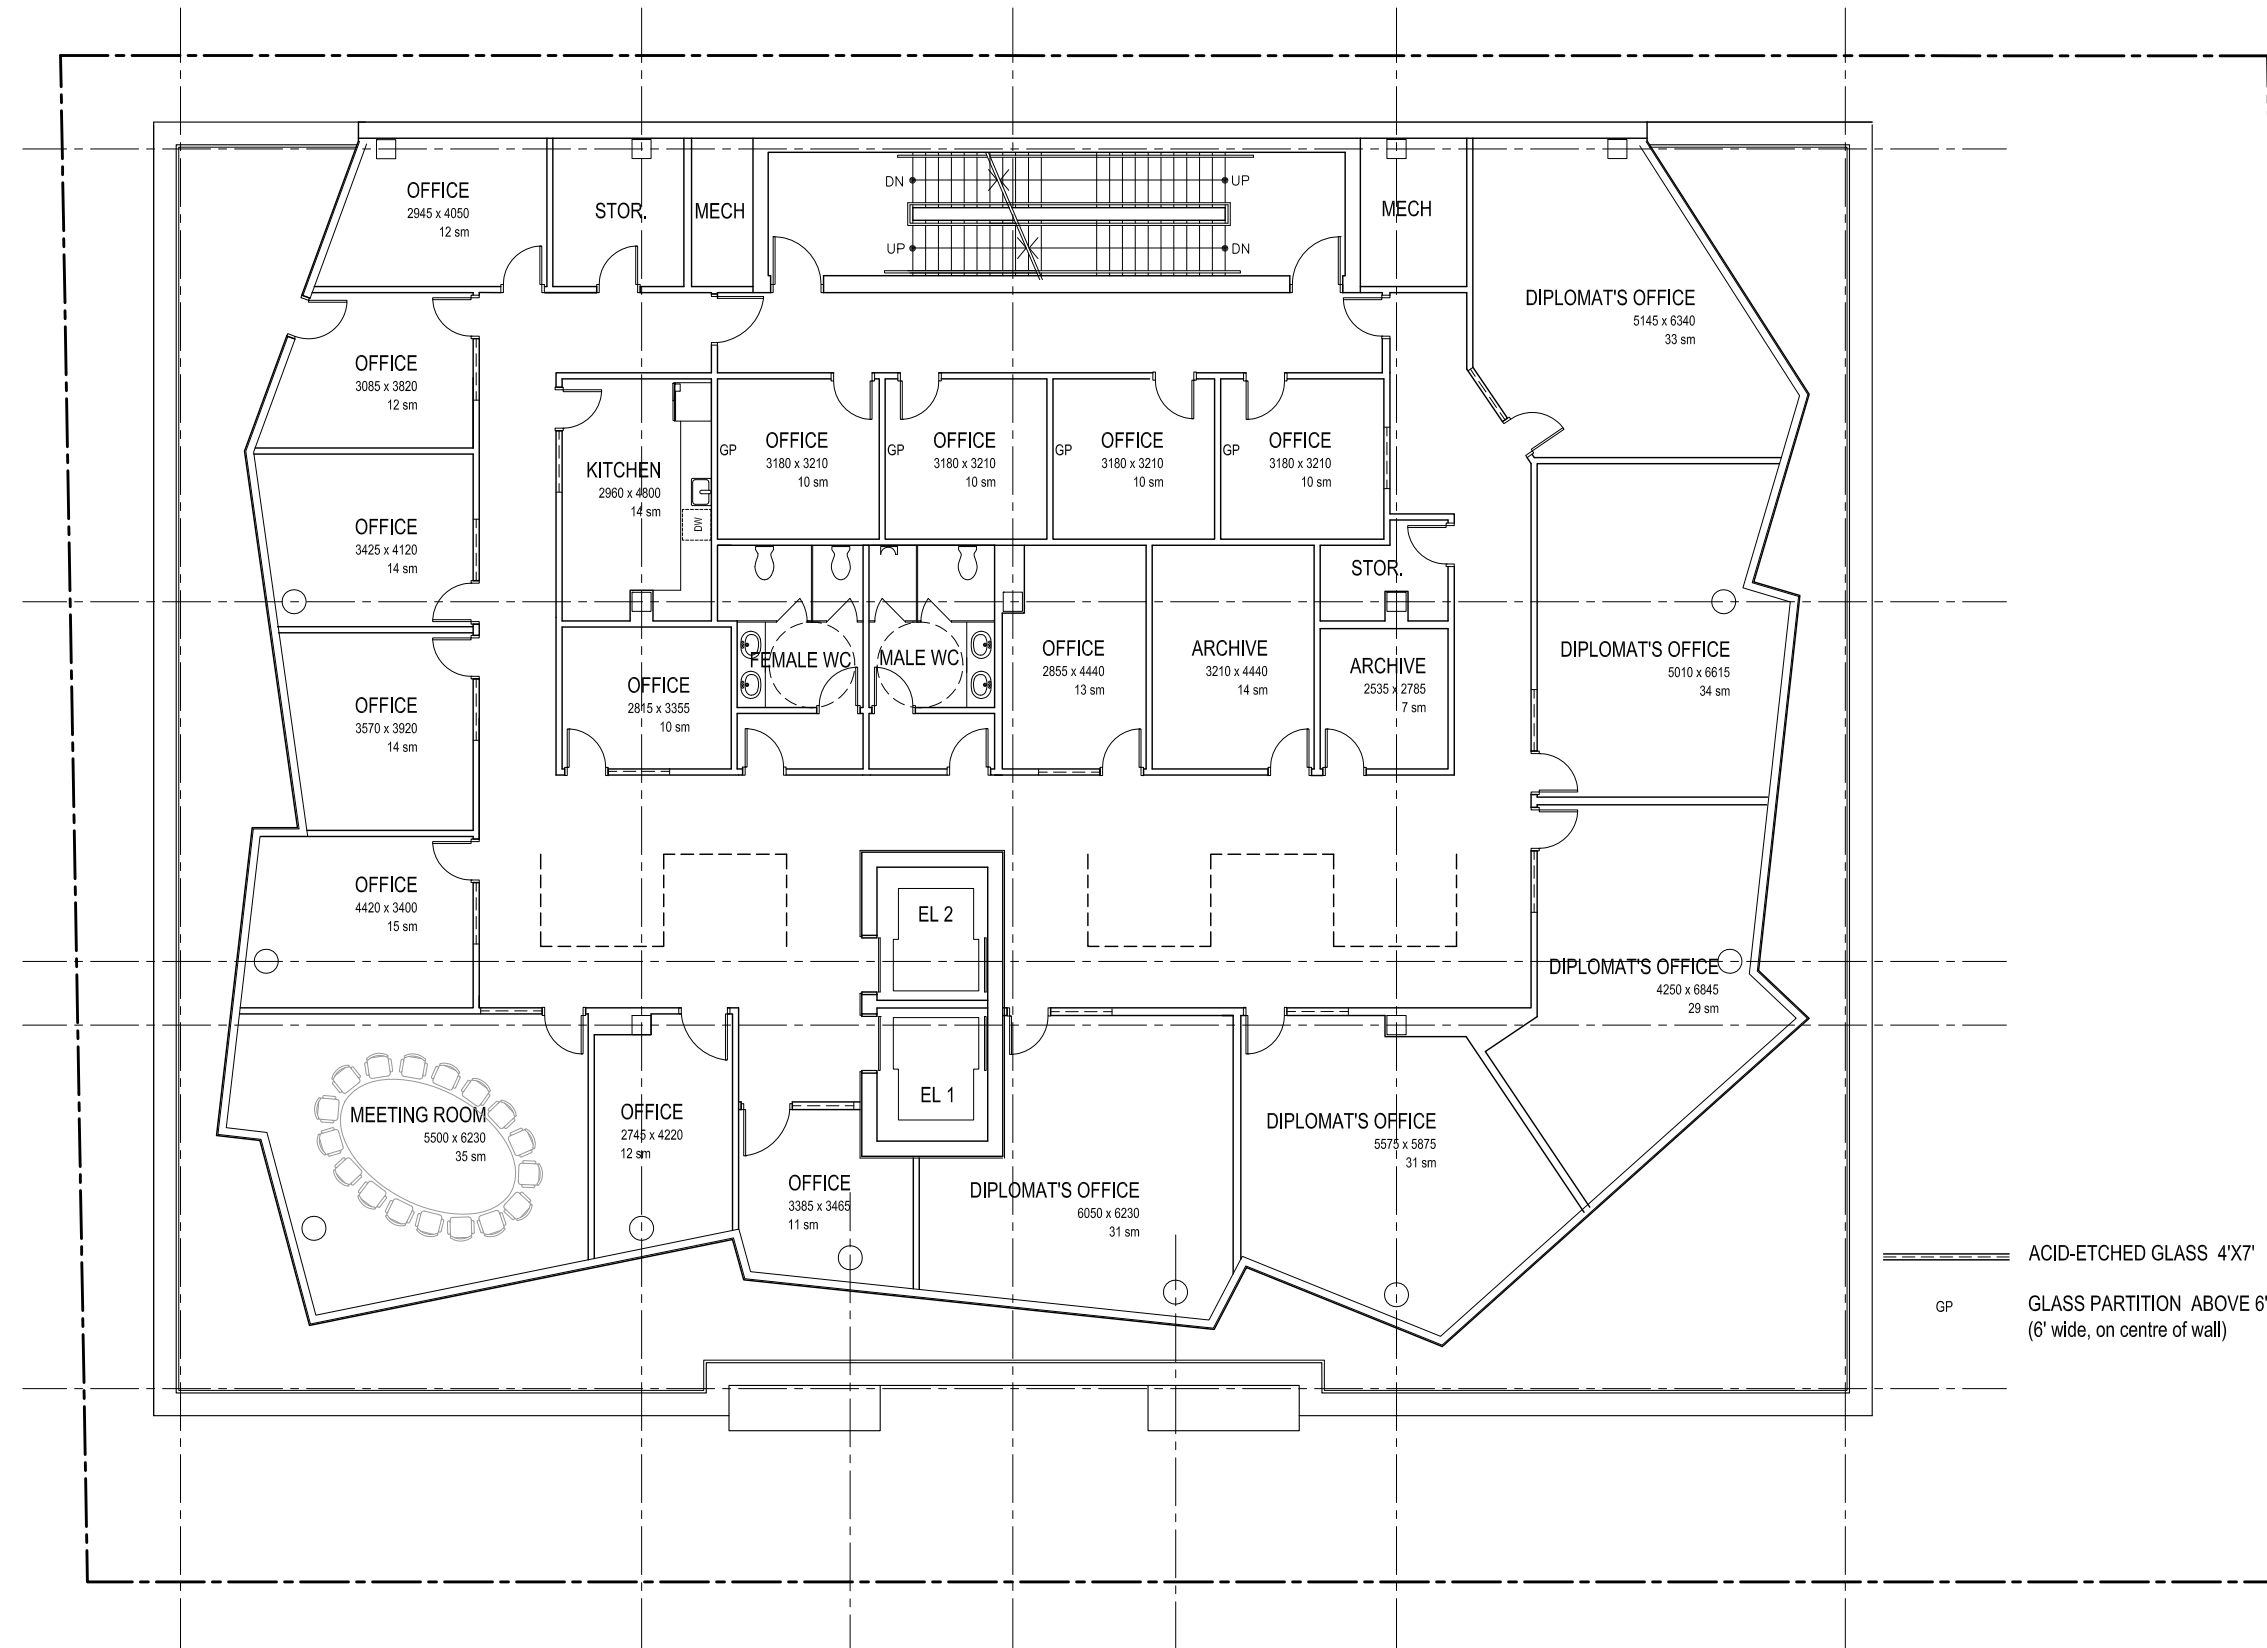 OFFICE
2945 x 4050
12 sm
STOR.
MECH
DN
UP
UP
DN
MECH
DIPLOMAT'S OFFICE
5145 x 6340
33 sm
OFFICE
3085 x 3820
12 sm
KITCHEN
2960 x 4800
14 sm
DW
GP
OFFICE
3180 x 3210
10 sm
GP
OFFICE
3180 x 3210
10 sm
GP
OFFICE
3180 x 3210
10 sm
GP
OFFICE
3180 x 3210
10 sm
OFFICE
3425 x 4120
14 sm
STOR.
OFFICE
3570 x 3920
14 sm
OFFICE
2815 x 3355
10 sm
FEMALE WC
MALE WC
OFFICE
2855 x 4440
13 sm
ARCHIVE
3210 x 4440
14 sm
ARCHIVE
2535 x 2785
7 sm
DIPLOMAT'S OFFICE
5010 x 6615
34 sm
OFFICE
4420 x 3400
15 sm
EL 2
DIPLOMAT'S OFFICE
4250 x 6845
29 sm
MEETING ROOM
5500 x 6230
35 sm
OFFICE
2745 x 4220
12 sm
EL 1
OFFICE
3385 x 3465
11 sm
DIPLOMAT'S OFFICE
6050 x 6230
31 sm
DIPLOMAT'S OFFICE
5575 x 5875
31 sm
ACID-ETCHED GLASS 4'X7'
GP
GLASS PARTITION ABOVE 6'
(6' wide, on centre of wall)